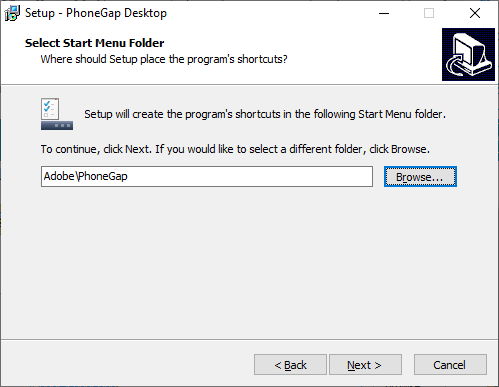 Setup - PhoneGap Desktop
Select Start Menu Folder
Where should Setup place the program's shortcuts?
Setup will create the program's shortcuts in the following Start Menu folder.
To continue, click Next. If you would like to select a different folder, click Browse.
Adobe\PhoneGap
Browse...
< Back
Next >
Cancel